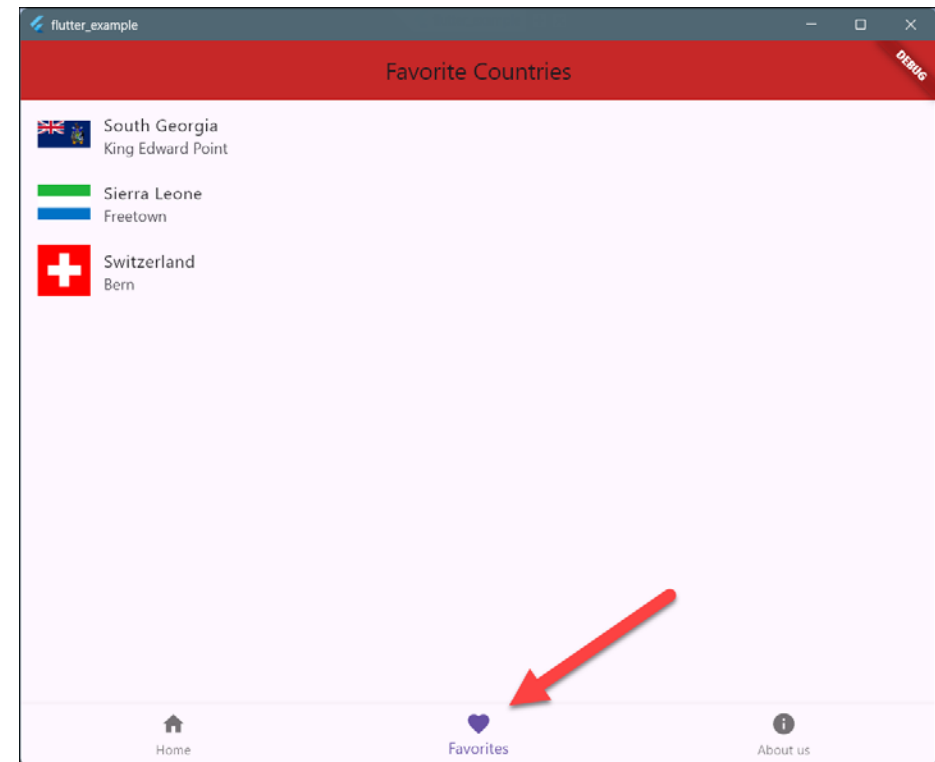 flutter_example
DEBUG
Favorite Countries
South Georgia
King Edward Point
Sierra Leone
Freetown
Switzerland
Bern
Home
Favorites
About us